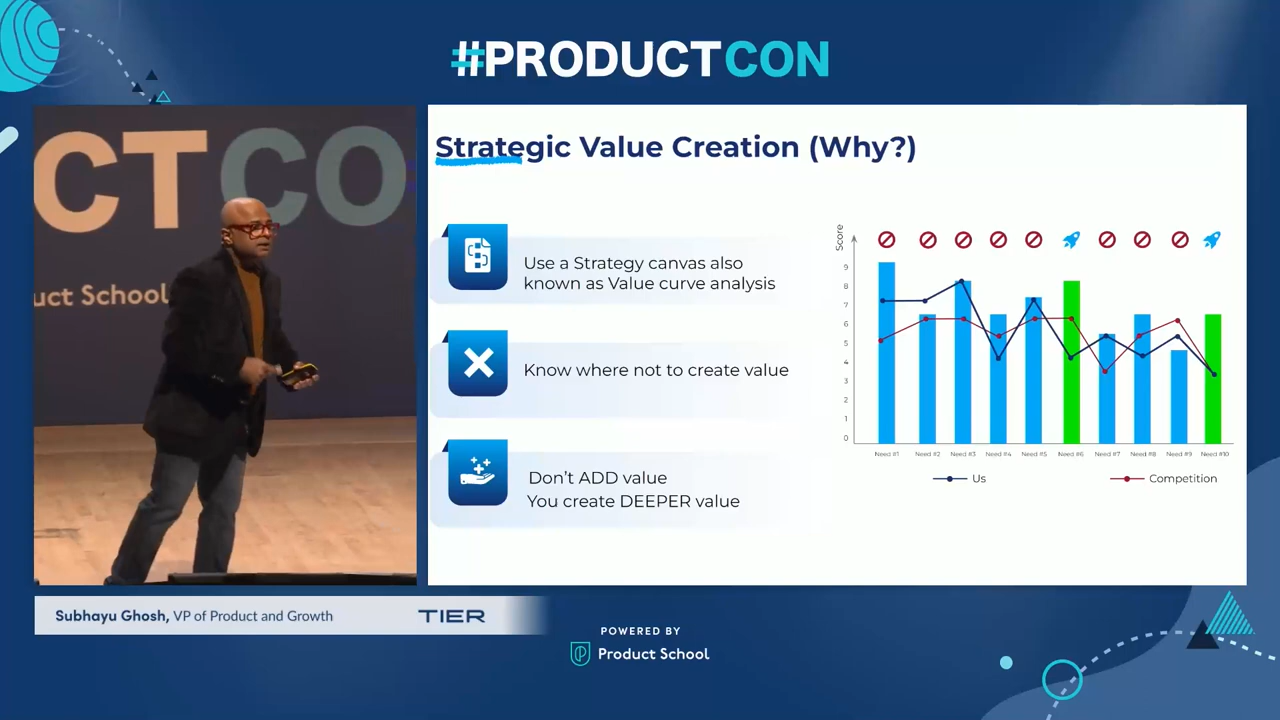 #PRODUCTCON
CT CO
uct School
Strategic Value Creation (Why?)
Use a Strategy canvas also
known as Value curve analysis
Know where not to create value
Don't ADD value
You create DEEPER value
Score
9
8
7
6
5
4
3
2
1
0
Need #1 Need #2 Need #3 Need #4 Need #5 Need #6 Need #7 Need #8 Need #9 Need #10
Us Competition
Subhayu Ghosh, VP of Product and Growth TIER
POWERED BY
Product School